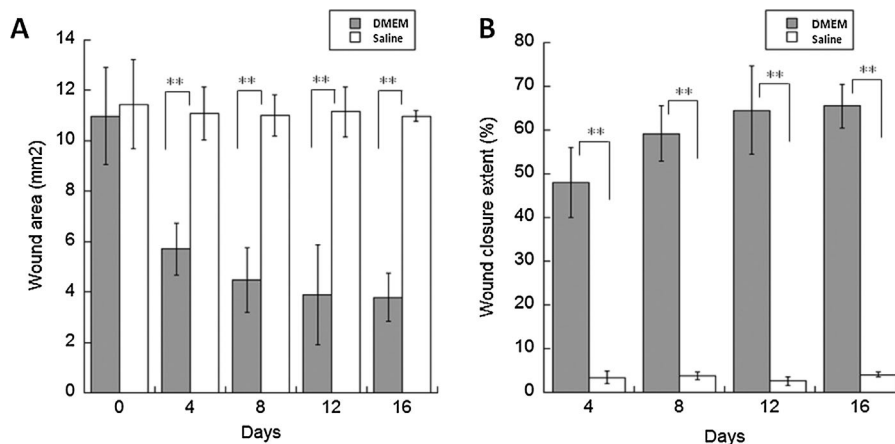 A
DMEM
Saline
14
12
10
8
6
4
2
0
Wound area (mm2)
** ** ** **
0 4 8 12 16
Days
B
DMEM
Saline
80
70
60
50
40
30
20
10
0
Wound closure extent (%)
** ** ** **
4 8 12 16
Days